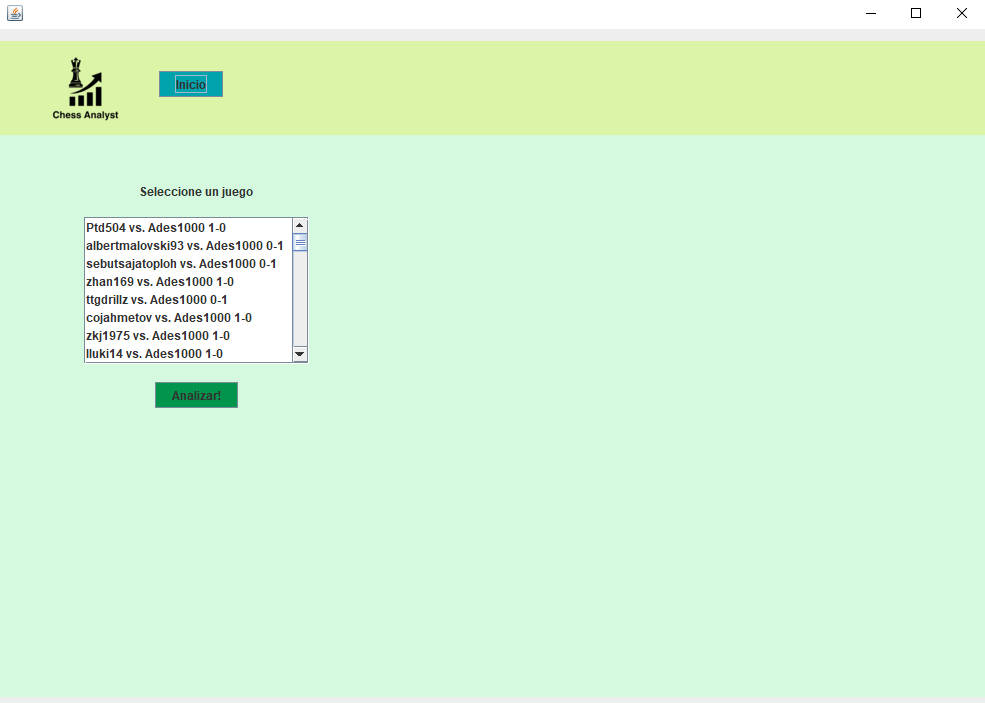 Inicio
Chess Analyst
Seleccione un juego
Ptd504 vs. Ades1000 1-0
albertmalovski93 vs. Ades1000 0-1
sebutsajatoploh vs. Ades1000 0-1
zhan169 vs. Ades1000 1-0
ttgdrillz vs. Ades1000 0-1
cojahmetov vs. Ades1000 1-0
zkj1975 vs. Ades1000 1-0
lluki14 vs. Ades1000 1-0
Analizar!